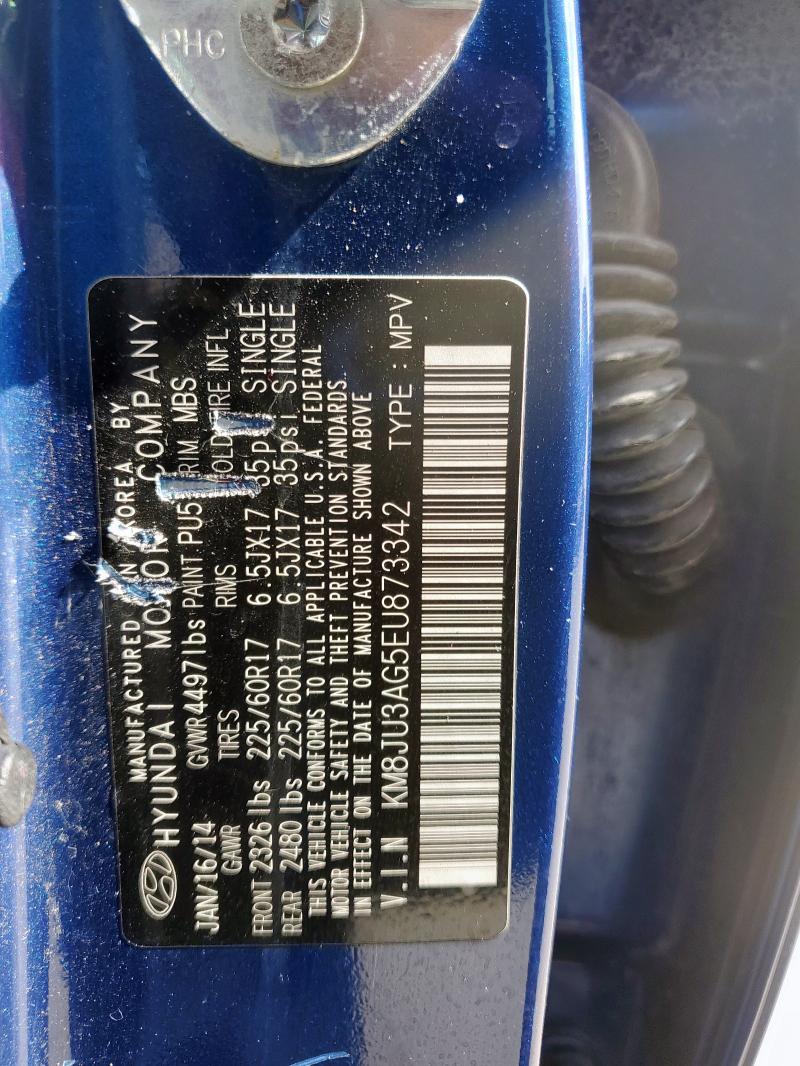 PHC
MANUFACTURED IN KOREA BY
HYUNDAI MOTOR COMPANY
JAN/16/14 GVWR4497lbs PAINT.PU5 TRIM MBS
GAWR TIRES RIMS COLD TIRE INFL
FRONT 2326 lbs 225/60R17 6.5JX17 35psi SINGLE
REAR 2480 lbs 225/60R17 6.5JX17 35psi SINGLE
THIS VEHICLE CONFORMS TO ALL APPLICABLE U.S.A. FEDERAL
MOTOR VEHICLE SAFETY AND THEFT PREVENTION STANDARDS
IN EFFECT ON THE DATE OF MANUFACTURE SHOWN ABOVE
V.I.N KM8JU3AG5EU873342 TYPE : MPV